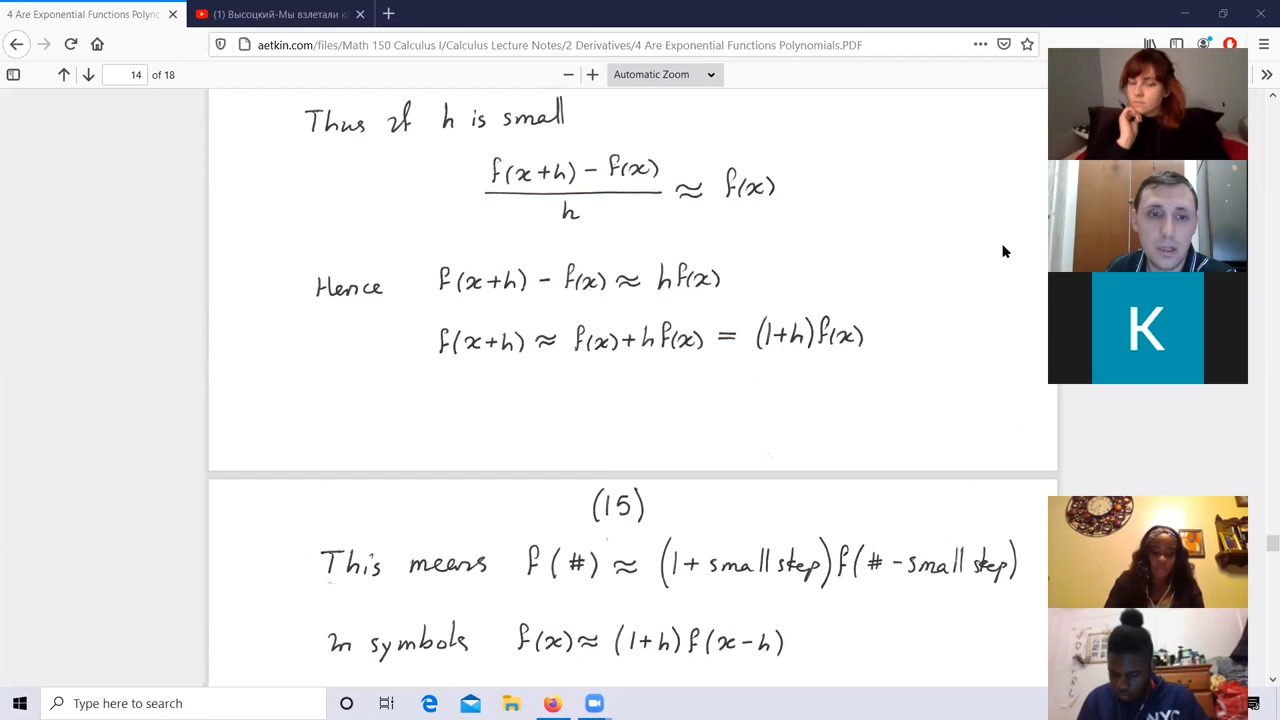 4 Are Exponential Functions Polync
(1) Высоцкий-Мы взлетали к
aetkin.com/files/Math 150 Calculus I/Calculus Lecture Notes/2 Derivatives/4 Are Exponential Functions Polynomials.PDF
14 of 18
Automatic Zoom
Thus if h is small
f(x+h) - f(x)
h
≈ f(x)
Hence f(x+h) - f(x) ≈ hf(x)
f(x+h) ≈ f(x)+hf(x) = (1+h)f(x)
(15)
This means f(#) ≈ (1+small step)f(#-small step)
In symbols f(x) ≈ (1+h)f(x-h)
K
NYC
Type here to search